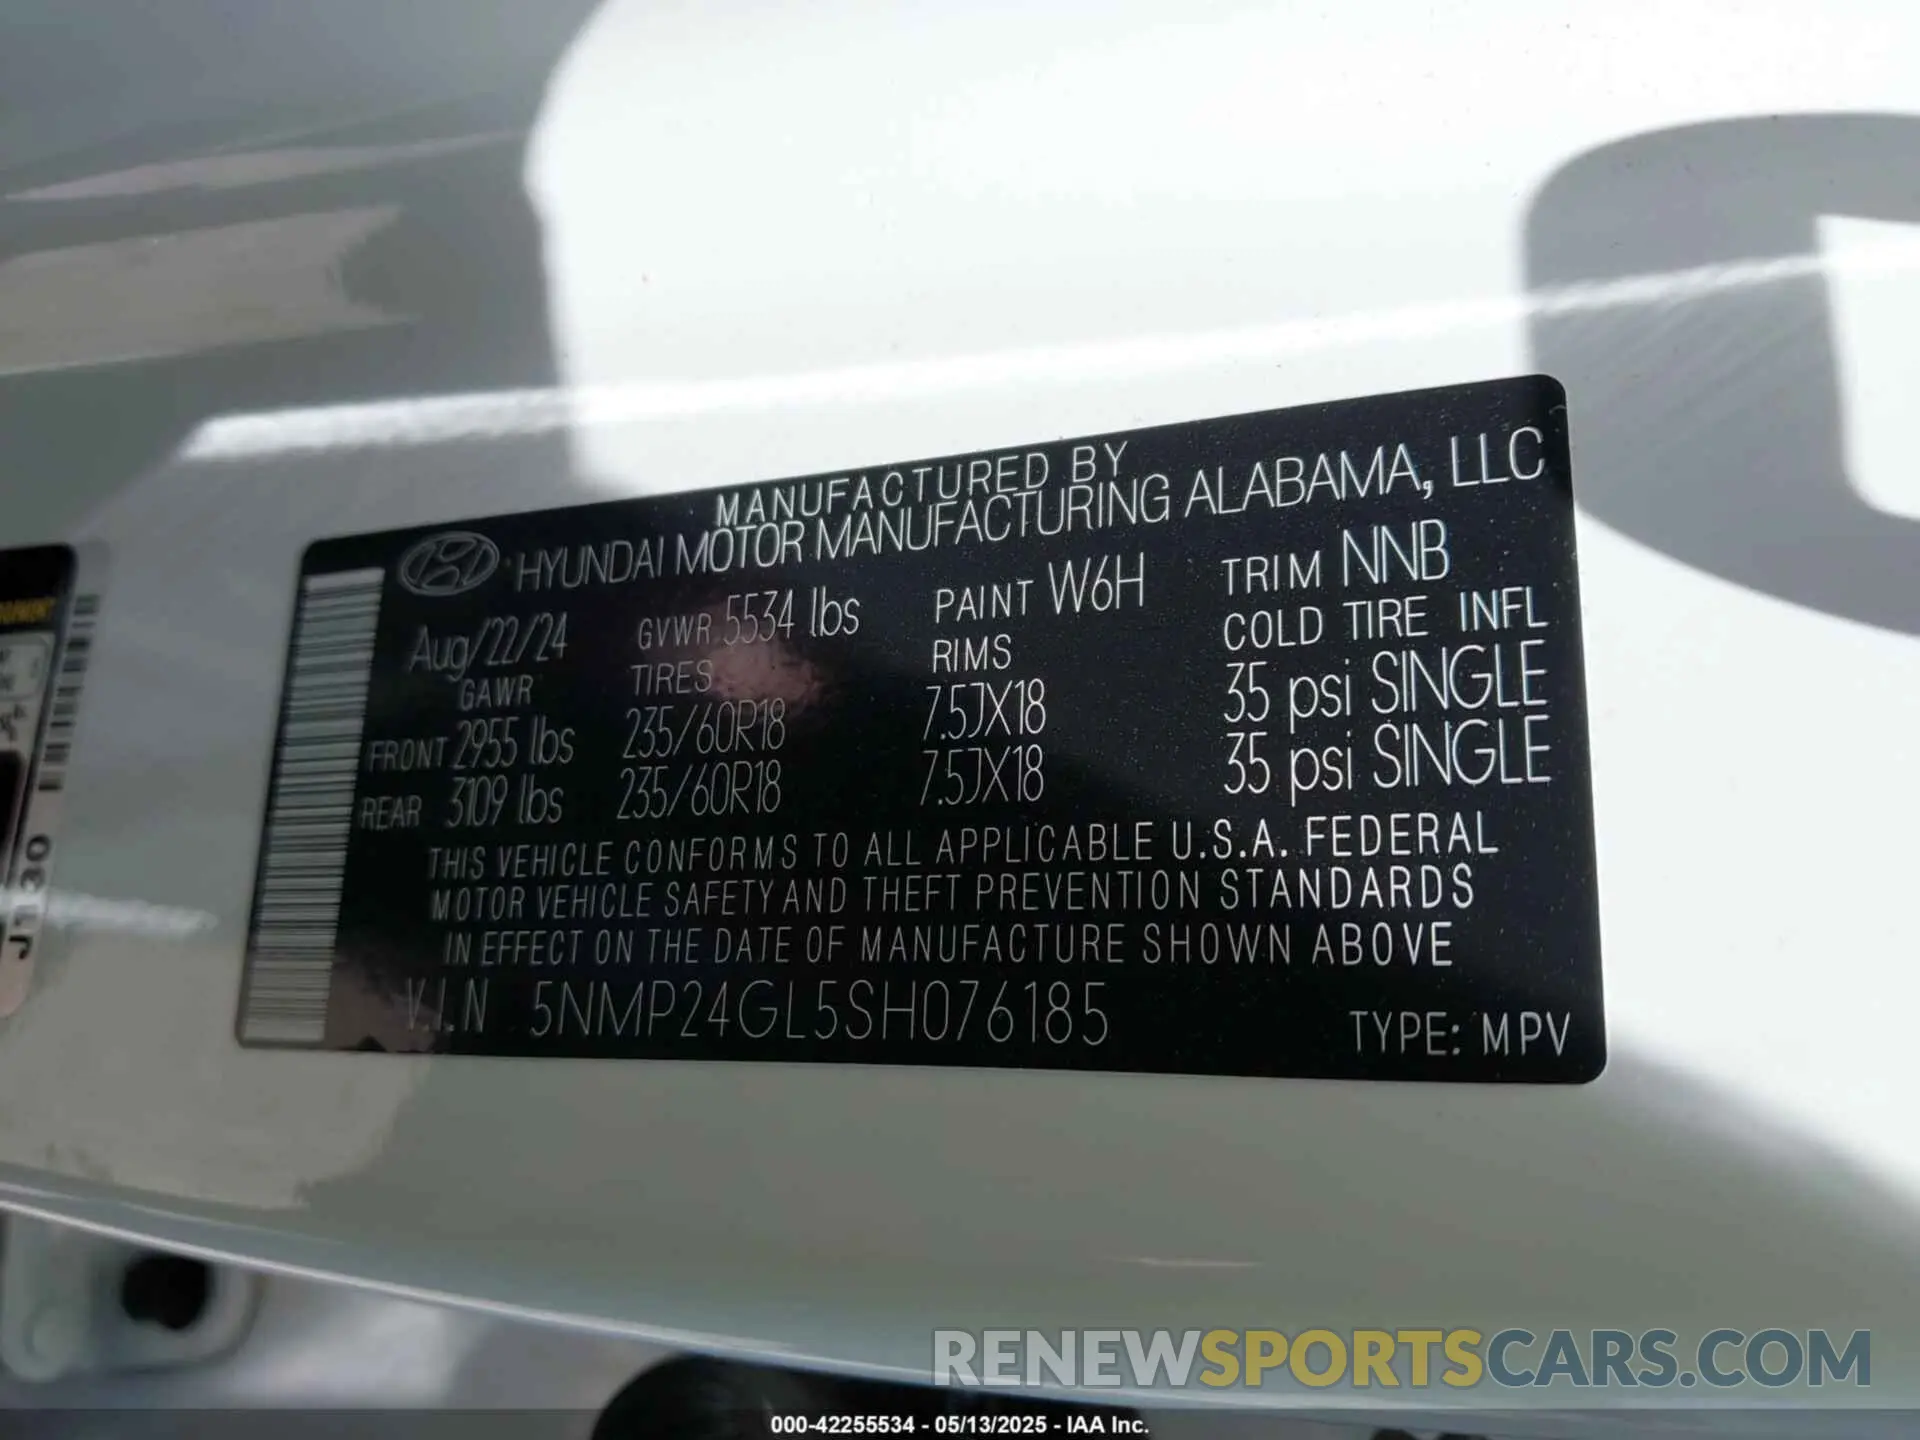 MANUFACTURED BY
HYUNDAI MOTOR MANUFACTURING ALABAMA, LLC
Aug/22/24 GVWR 5534 lbs PAINT W6H TRIM NNB
GAWR TIRES RIMS COLD TIRE INFL
FRONT 2955 lbs 235/60R18 7.5JX18 35 psi SINGLE
REAR 3109 lbs 235/60R18 7.5JX18 35 psi SINGLE
THIS VEHICLE CONFORMS TO ALL APPLICABLE U.S.A. FEDERAL
MOTOR VEHICLE SAFETY AND THEFT PREVENTION STANDARDS
IN EFFECT ON THE DATE OF MANUFACTURE SHOWN ABOVE
V.I.N 5NMP24GL5SH076185 TYPE: MPV
J130
RENEWSPORTSCARS.COM
000-42255534 - 05/13/2025 - IAA Inc.